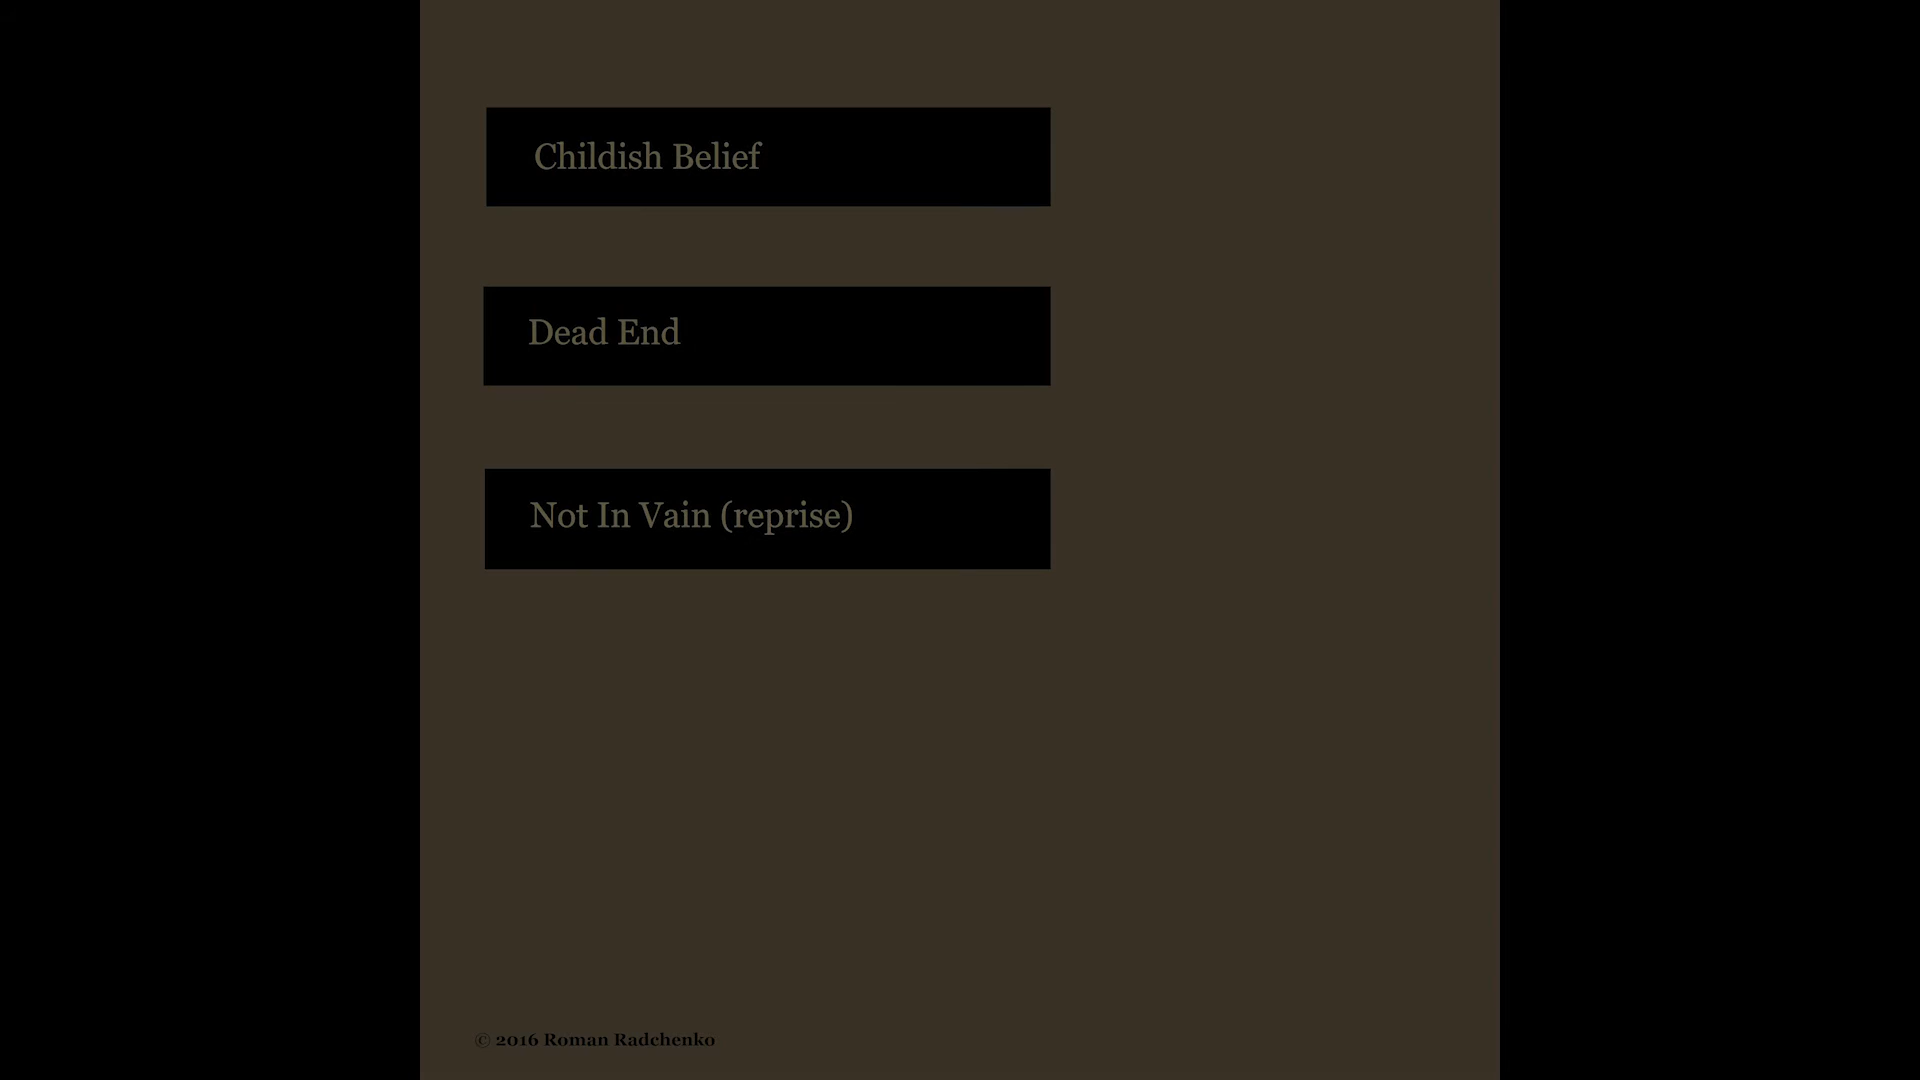 Childish Belief
Dead End
Not In Vain (reprise)
© 2016 Roman Radchenko